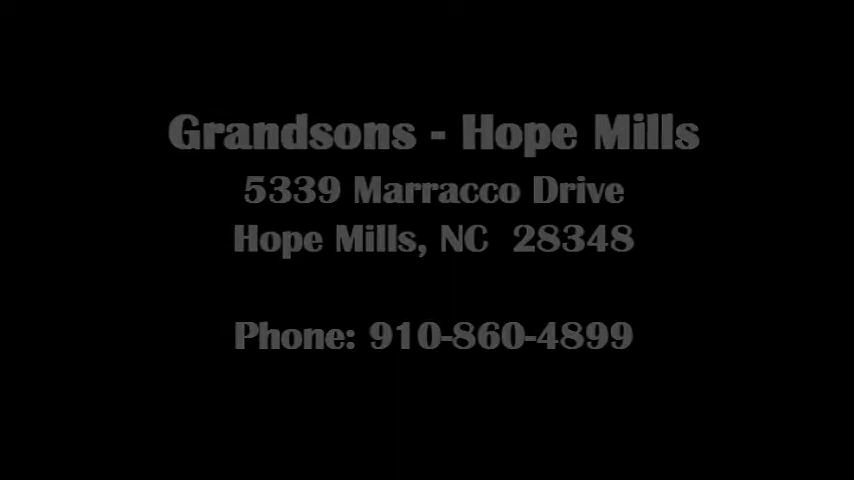 Grandsons - Hope Mills
5339 Marracco Drive
Hope Mills, NC  28348
Phone: 910-860-4899